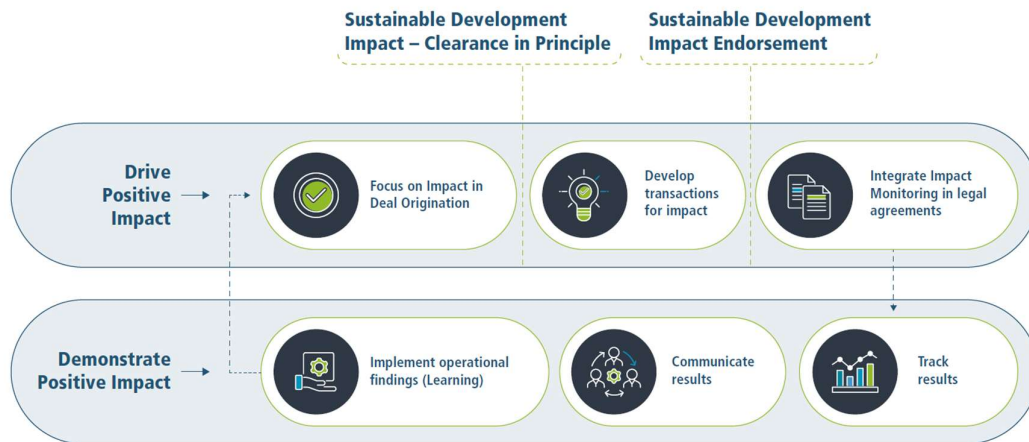 Sustainable Development
Impact – Clearance in Principle
Sustainable Development
Impact Endorsement
Drive
Positive
Impact
Focus on Impact in
Deal Origination
Develop
transactions
for impact
Integrate Impact
Monitoring in legal
agreements
Demonstrate
Positive Impact
Implement operational
findings (Learning)
Communicate
results
Track
results